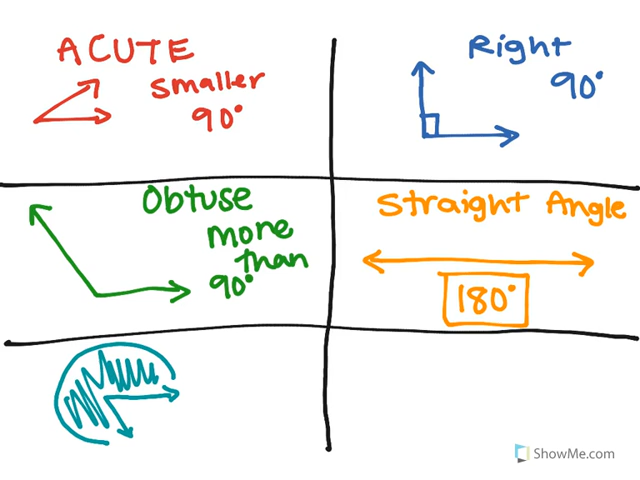 ACUTE
Smaller
90°
Right
90°
Obtuse
more
than
90°
Straight Angle
180°
ShowMe.com